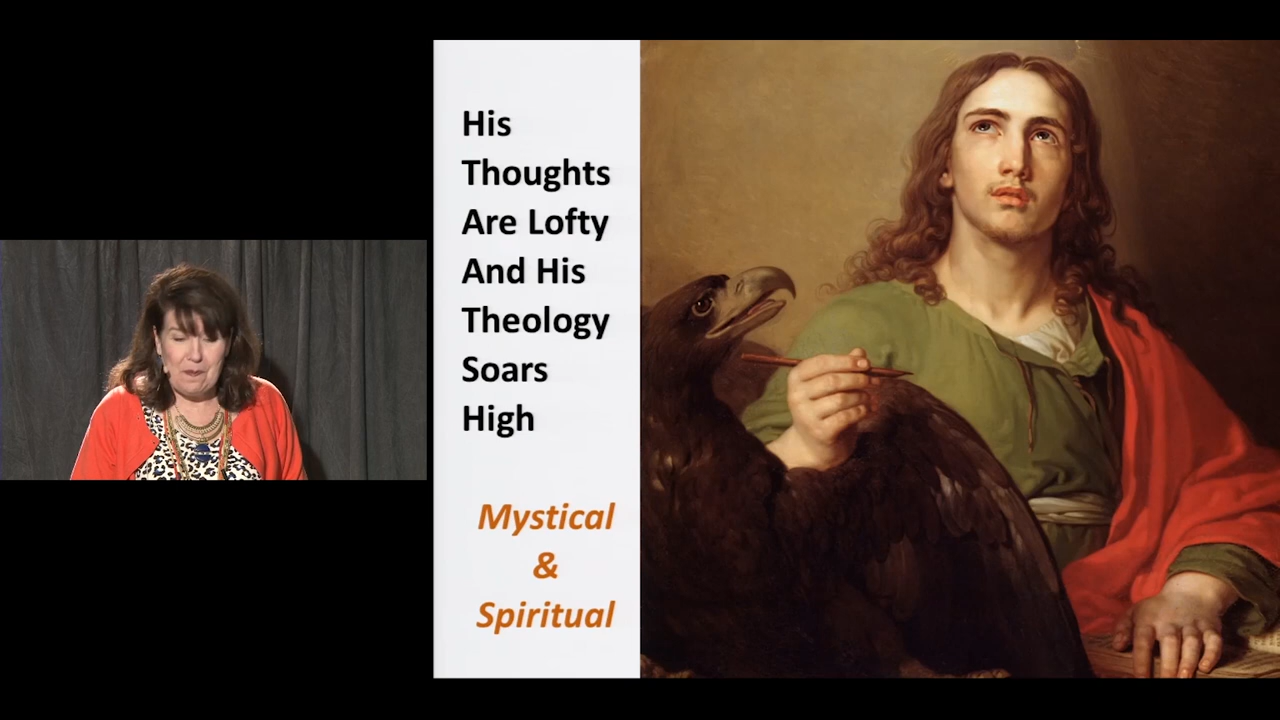 His
Thoughts
Are Lofty
And His
Theology
Soars
High
Mystical
&
Spiritual